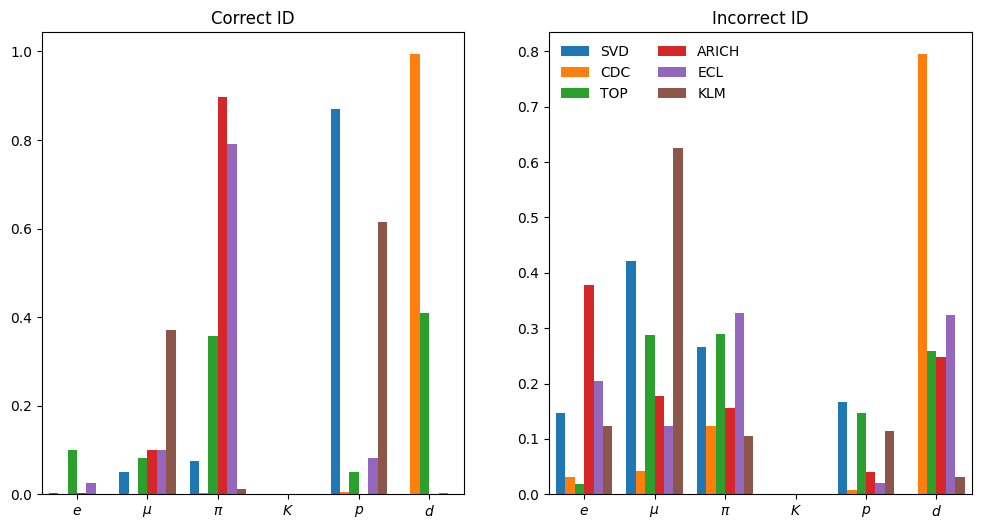 Correct ID
1.0
0.8
0.6
0.4
0.2
0.0
e μ π K p d
Incorrect ID
SVD ARICH
CDC ECL
TOP KLM
0.8
0.7
0.6
0.5
0.4
0.3
0.2
0.1
0.0
e μ π K p d